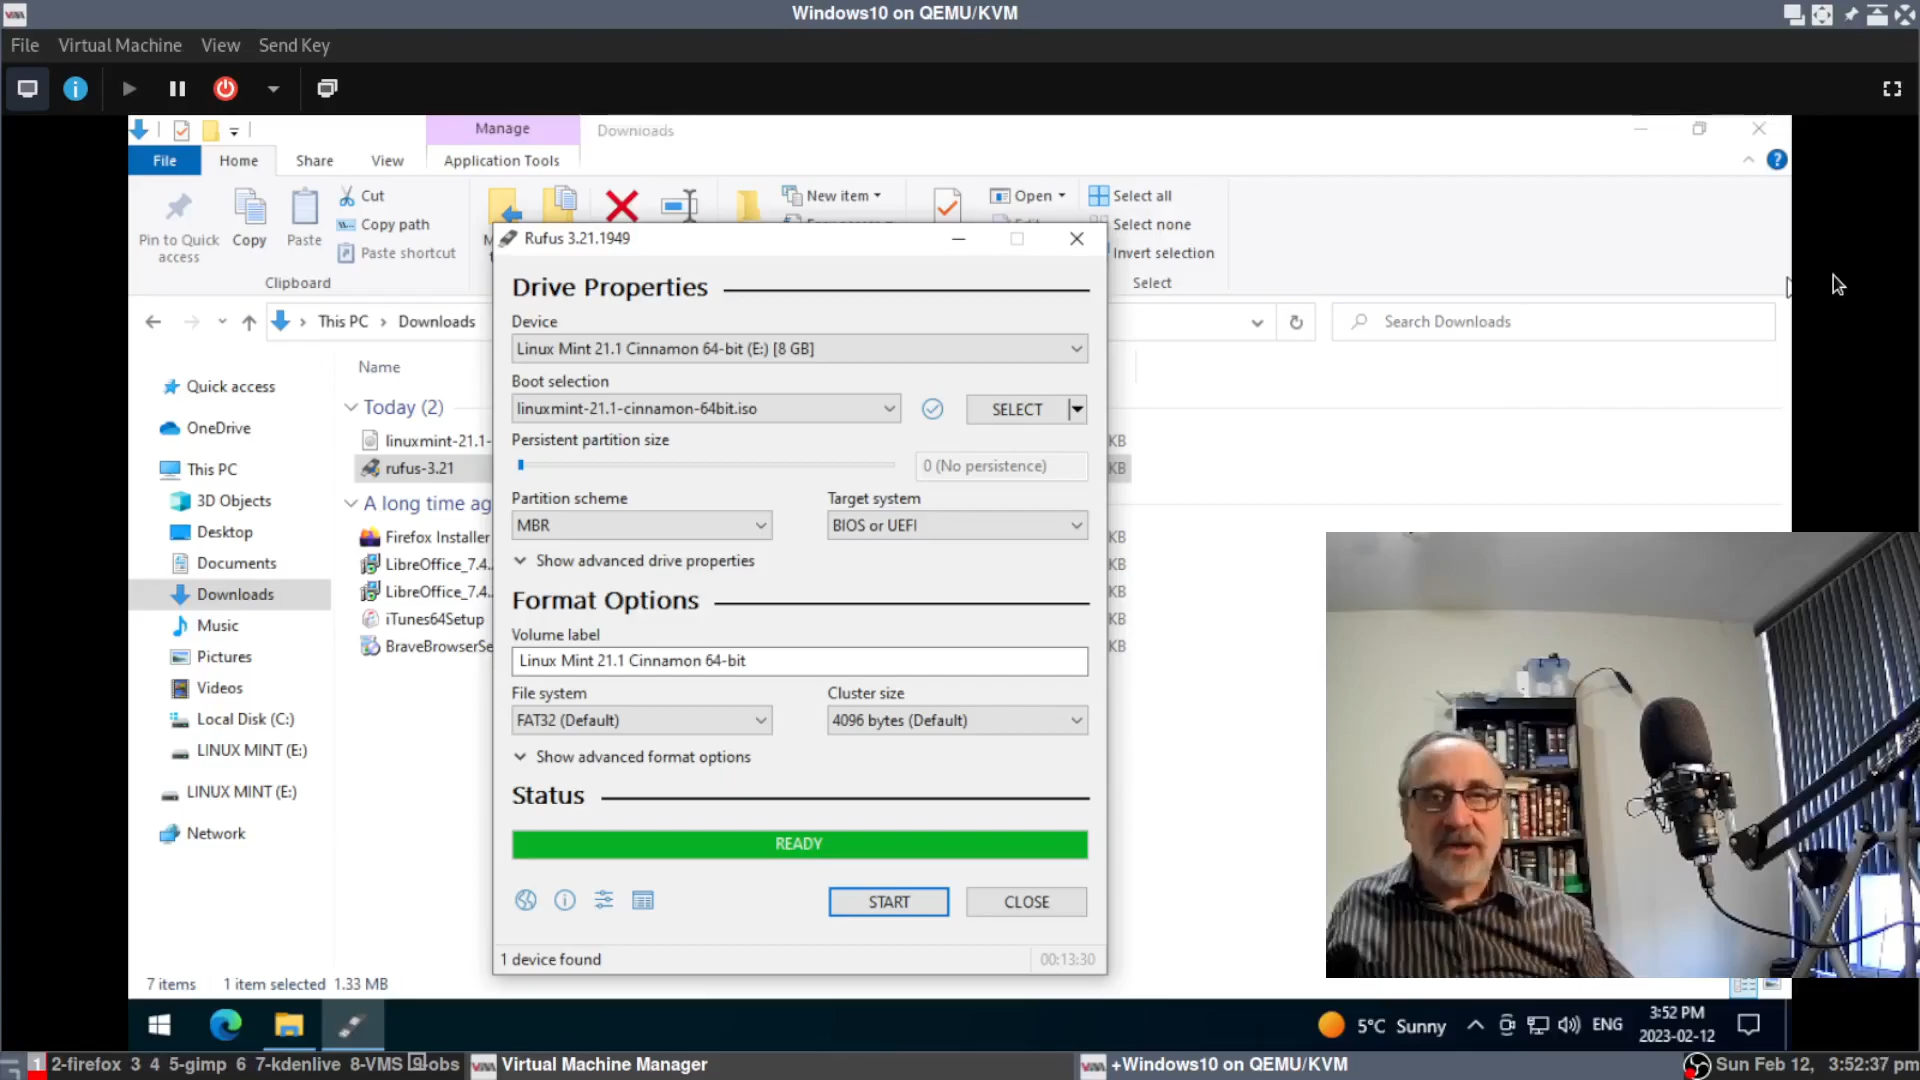 Windows10 on QEMU/KVM
File Virtual Machine View Send Key
Manage Downloads
File Home Share View Application Tools
Pin to Quick access
Copy
Paste
Cut
Copy path
Paste shortcut
Clipboard
New item
Open
Select all
Select none
Invert selection
Select
This PC > Downloads
Search Downloads
Name
Quick access
OneDrive
This PC
3D Objects
Desktop
Documents
Downloads
Music
Pictures
Videos
Local Disk (C:)
LINUX MINT (E:)
LINUX MINT (E:)
Network
Today (2)
linuxmint-21.1-
rufus-3.21
A long time ag
Firefox Installer
LibreOffice_7.4.
LibreOffice_7.4.
iTunes64Setup
BraveBrowserSe
KB
KB
KB
KB
KB
KB
KB
Rufus 3.21.1949
Drive Properties
Device
Linux Mint 21.1 Cinnamon 64-bit (E:) [8 GB]
Boot selection
linuxmint-21.1-cinnamon-64bit.iso
SELECT
Persistent partition size
0 (No persistence)
Partition scheme
Target system
MBR
BIOS or UEFI
Show advanced drive properties
Format Options
Volume label
Linux Mint 21.1 Cinnamon 64-bit
File system
Cluster size
FAT32 (Default)
4096 bytes (Default)
Show advanced format options
Status
READY
START
CLOSE
1 device found
00:13:30
7 items 1 item selected 1.33 MB
5°C Sunny
ENG
3:52 PM
2023-02-12
1 2-firefox 3 4 5-gimp 6 7-kdenlive 8-VMS 9-obs
Virtual Machine Manager
+Windows10 on QEMU/KVM
Sun Feb 12, 3:52:37 pm